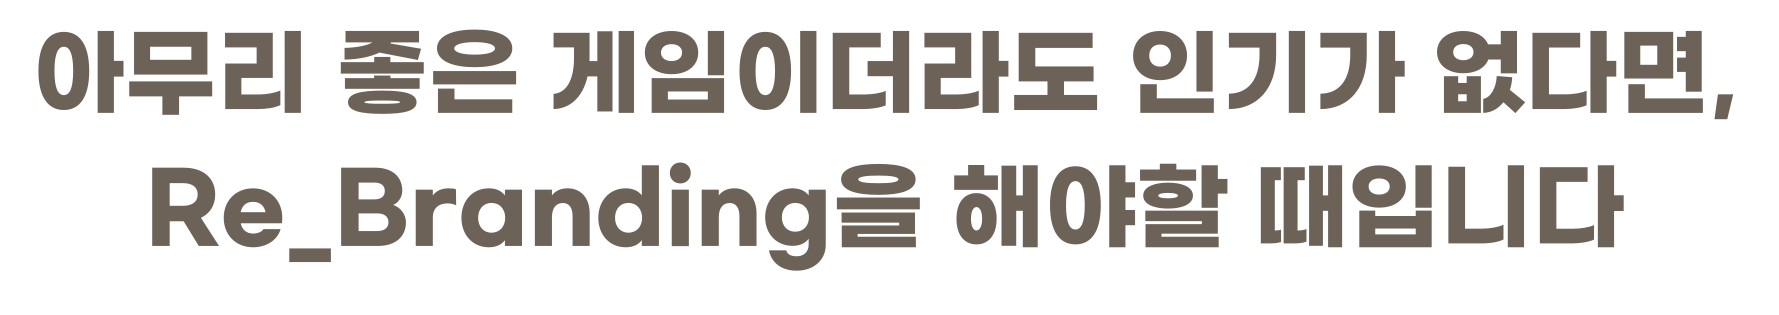 아무리 좋은 게임이더라도 인기가 없다면,
Re_Branding을 해야할 때입니다